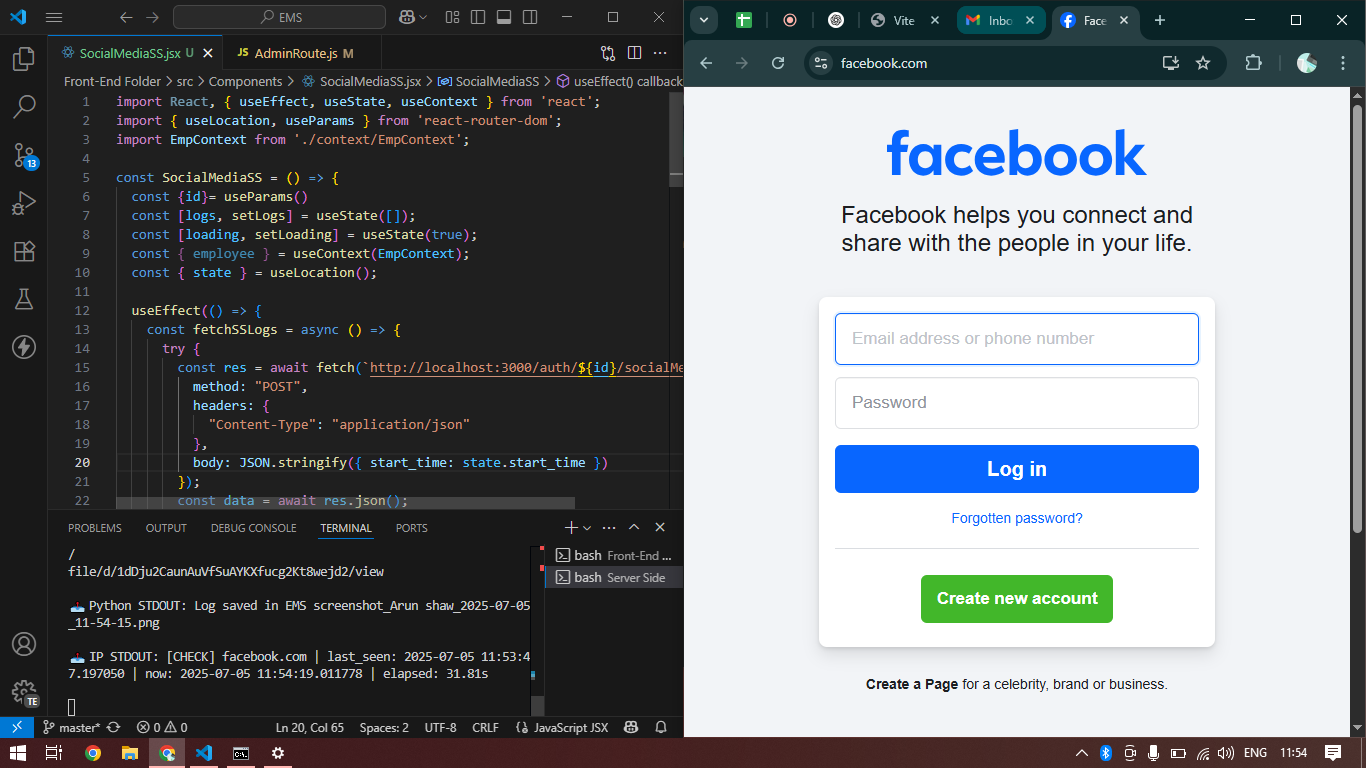 EMS
SocialMediaSS.jsx U
JS AdminRoute.js M
Front-End Folder > src > Components > SocialMediaSS.jsx > SocialMediaSS > useEffect() callback
1 import React, { useEffect, useState, useContext } from 'react';
2 import { useLocation, useParams } from 'react-router-dom';
3 import EmpContext from './context/EmpContext';
4
5 const SocialMediaSS = () => {
6 const {id}= useParams()
7 const [logs, setLogs] = useState([]);
8 const [loading, setLoading] = useState(true);
9 const { employee } = useContext(EmpContext);
10 const { state } = useLocation();
11
12 useEffect(() => {
13 const fetchSSLogs = async () => {
14 try {
15 const res = await fetch(`http://localhost:3000/auth/${id}/socialMe
16 method: "POST",
17 headers: {
18 "Content-Type": "application/json"
19 },
20 body: JSON.stringify({ start_time: state.start_time })
21 });
22 const data = await res.json();
13
PROBLEMS OUTPUT DEBUG CONSOLE TERMINAL PORTS
/
file/d/1dDju2CaunAuVfSuAYKXfucg2Kt8wejd2/view
Python STDOUT: Log saved in EMS screenshot_Arun shaw_2025-07-05
_11-54-15.png
IP STDOUT: [CHECK] facebook.com | last_seen: 2025-07-05 11:53:4
7.197050 | now: 2025-07-05 11:54:19.011778 | elapsed: 31.81s
bash Front-End ...
bash Server Side
TE
master* 0 0 Ln 20, Col 65 Spaces: 2 UTF-8 CRLF JavaScript JSX
Vite
Inbo
Face
facebook.com
facebook
Facebook helps you connect and
share with the people in your life.
Email address or phone number
Password
Log in
Forgotten password?
Create new account
Create a Page for a celebrity, brand or business.
ENG 11:54